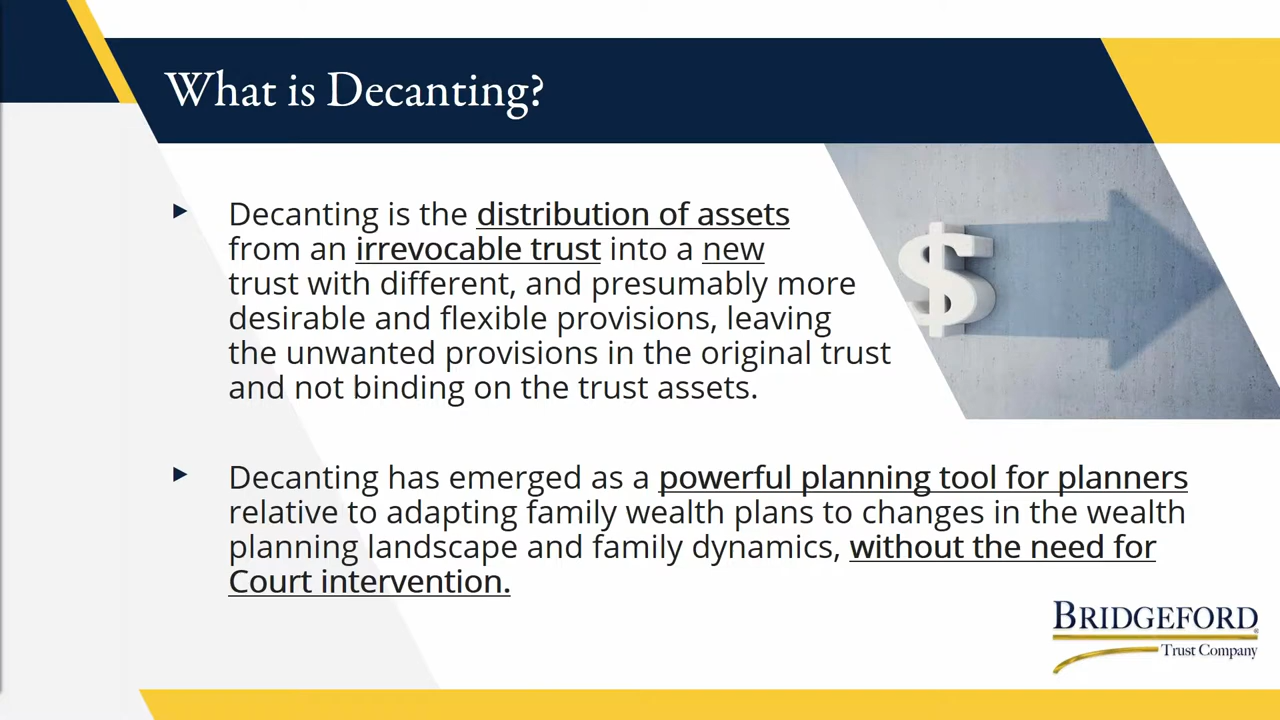 What is Decanting?
Decanting is the distribution of assets
from an irrevocable trust into a new
trust with different, and presumably more
desirable and flexible provisions, leaving
the unwanted provisions in the original trust
and not binding on the trust assets.
$
Decanting has emerged as a powerful planning tool for planners
relative to adapting family wealth plans to changes in the wealth
planning landscape and family dynamics, without the need for
Court intervention.
BRIDGEFORD®
Trust Company